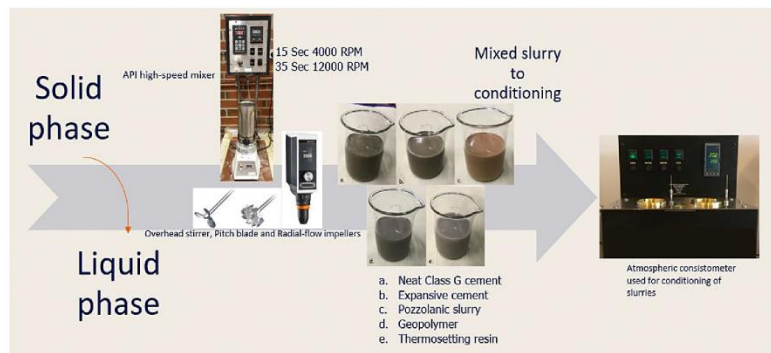 Solid
phase
API high-speed mixer
15 Sec 4000 RPM
35 Sec 12000 RPM
Overhead stirrer, Pitch blade and Radial-flow impellers
Liquid
phase
Mixed slurry
to
conditioning
a.
b.
c.
d.
e.
a. Neat Class G cement
b. Expansive cement
c. Pozzolanic slurry
d. Geopolymer
e. Thermosetting resin
Atmospheric consistometer
used for conditioning of
slurries